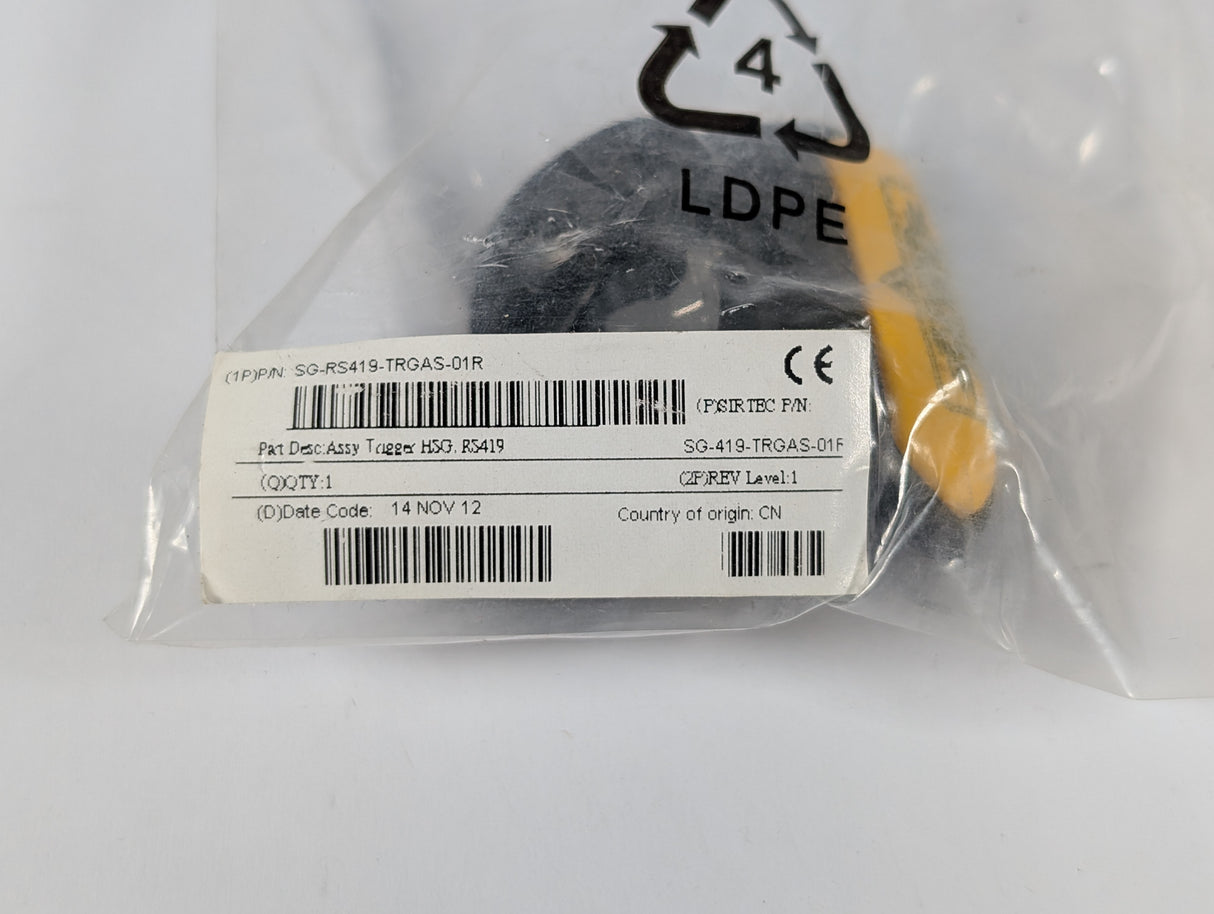 4
LDPE
(1P)P/N: SG-RS419-TRGAS-01R
CE
(P)SIRTEC P/N:
Part Desc:Assy Trigger HSG, RS419
SG-419-TRGAS-01R
(Q)QTY:1
(2P)REV Level:1
(D)Date Code: 14 NOV 12
Country of origin: CN